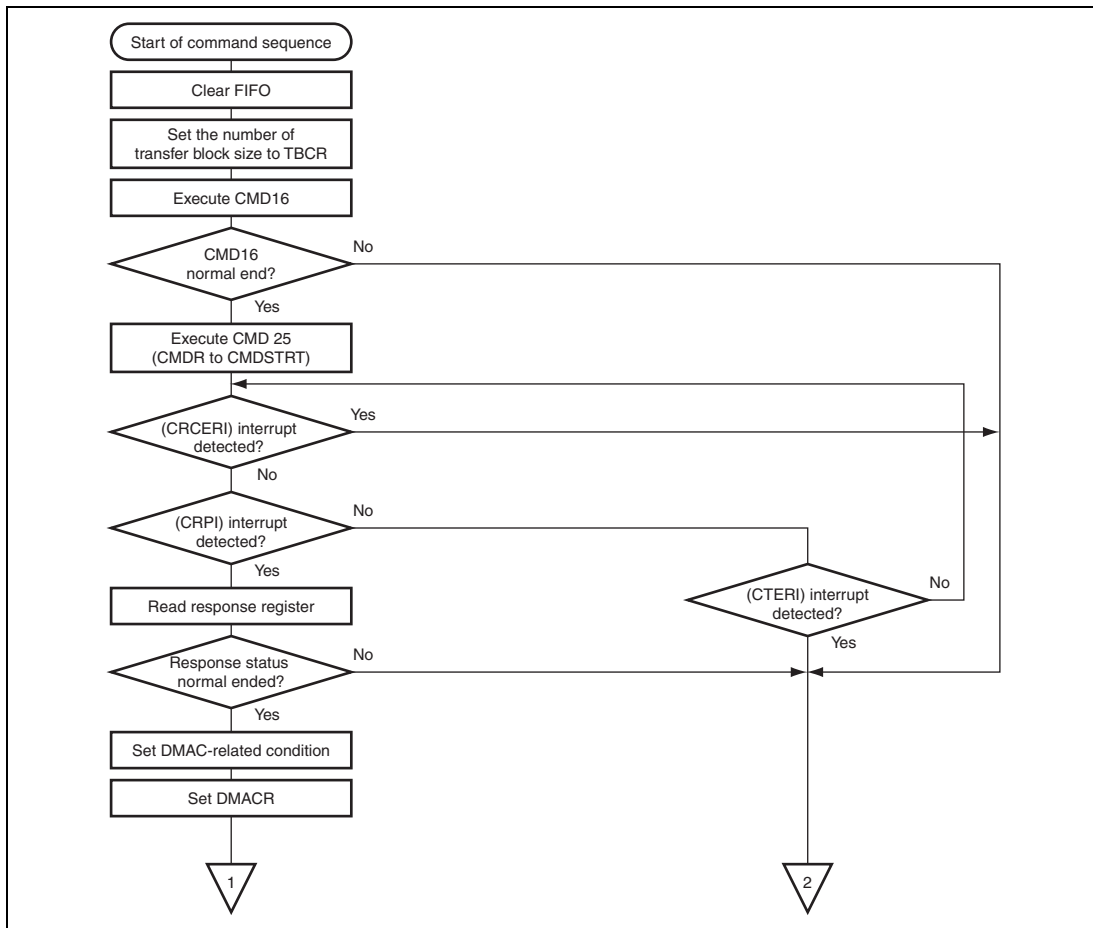 Start of command sequence
Clear FIFO
Set the number of
transfer block size to TBCR
Execute CMD16
CMD16
normal end?
No
Yes
Execute CMD 25
(CMDR to CMDSTRT)
(CRCERI) interrupt
detected?
Yes
No
(CRPI) interrupt
detected?
No
Yes
(CTERI) interrupt
detected?
No
Yes
Read response register
Response status
normal ended?
No
Yes
Set DMAC-related condition
Set DMACR
1
2